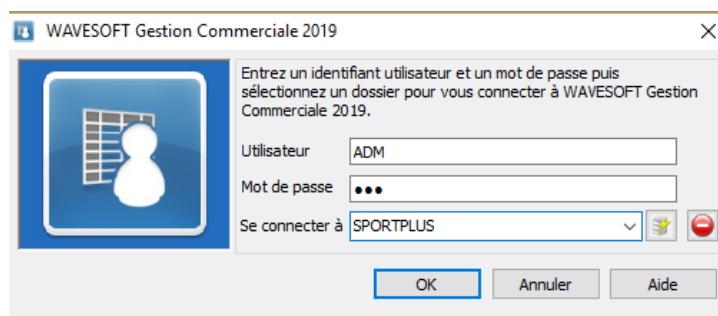 WAVESOFT Gestion Commerciale 2019
Entrez un identifiant utilisateur et un mot de passe puis
sélectionnez un dossier pour vous connecter à WAVESOFT Gestion
Commerciale 2019.
Utilisateur ADM
Mot de passe •••
Se connecter à SPORTPLUS
OK Annuler Aide